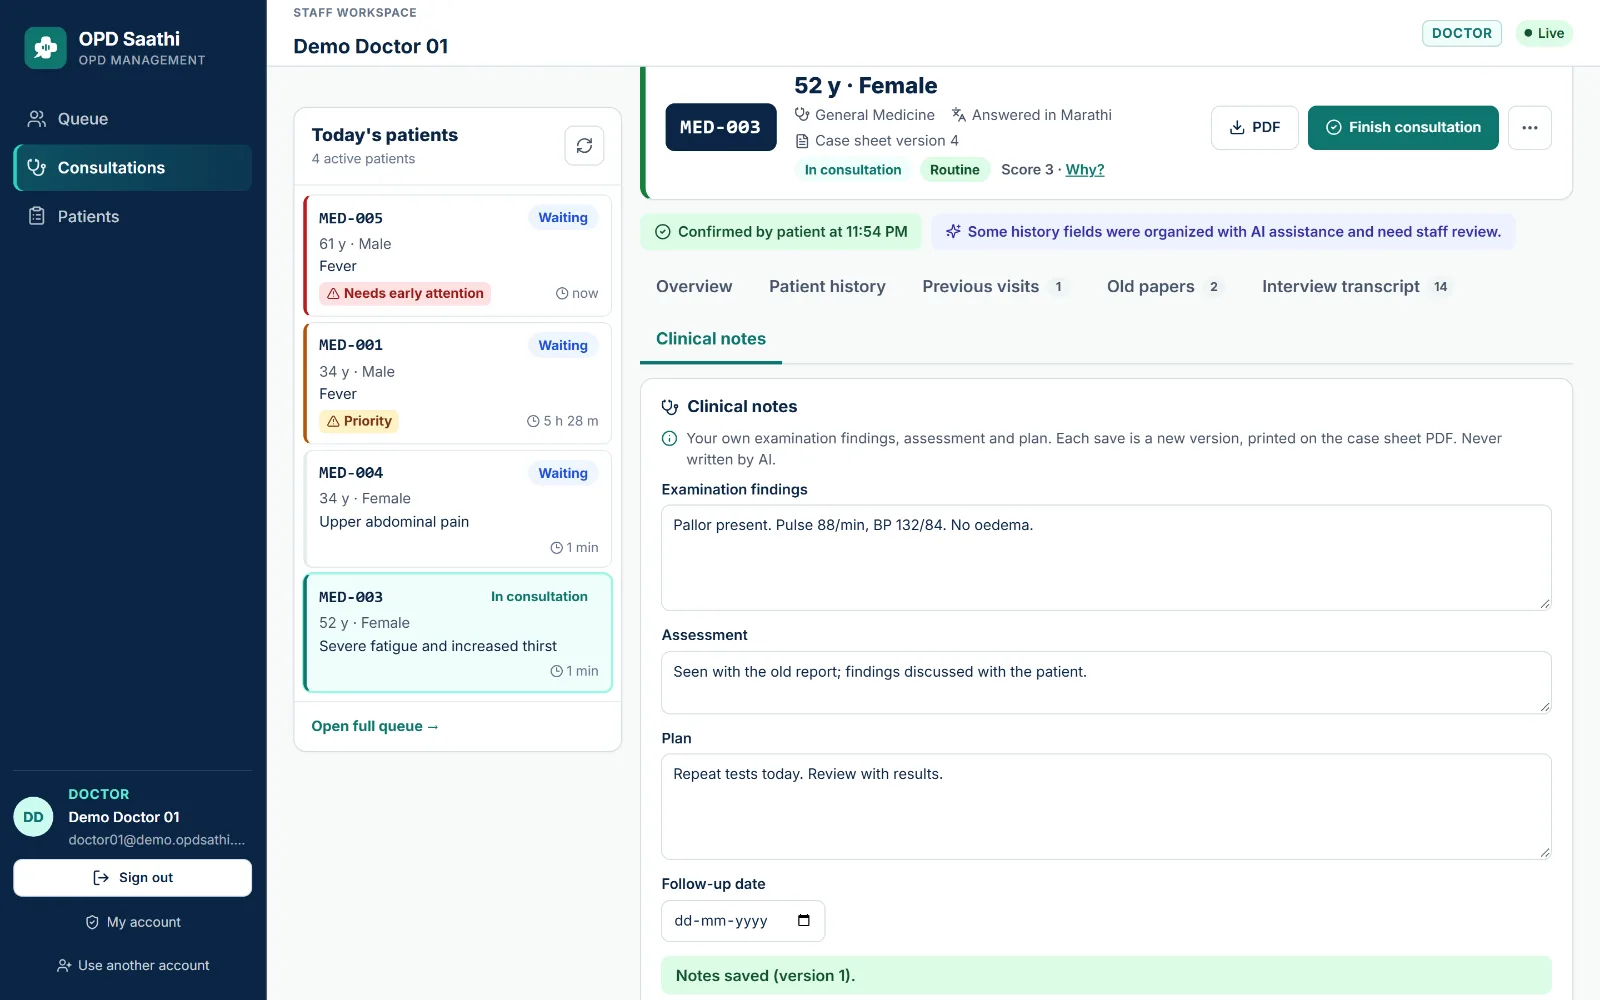 OPD Saathi
OPD MANAGEMENT
Queue
Consultations
Patients
DOCTOR
DD
Demo Doctor 01
doctor01@demo.opdsathi....
Sign out
My account
Use another account
STAFF WORKSPACE
Demo Doctor 01
DOCTOR
Live
Today's patients
4 active patients
MED-005
Waiting
61 y · Male
Fever
Needs early attention
now
MED-001
Waiting
34 y · Male
Fever
Priority
5 h 28 m
MED-004
Waiting
34 y · Female
Upper abdominal pain
1 min
MED-003
In consultation
52 y · Female
Severe fatigue and increased thirst
1 min
Open full queue →
MED-003
52 y · Female
General Medicine
Answered in Marathi
Case sheet version 4
In consultation
Routine
Score 3 · Why?
PDF
Finish consultation
Confirmed by patient at 11:54 PM
Some history fields were organized with AI assistance and need staff review.
Overview
Patient history
Previous visits 1
Old papers 2
Interview transcript 14
Clinical notes
Clinical notes
Your own examination findings, assessment and plan. Each save is a new version, printed on the case sheet PDF. Never
written by AI.
Examination findings
Pallor present. Pulse 88/min, BP 132/84. No oedema.
Assessment
Seen with the old report; findings discussed with the patient.
Plan
Repeat tests today. Review with results.
Follow-up date
dd-mm-yyyy
Notes saved (version 1).